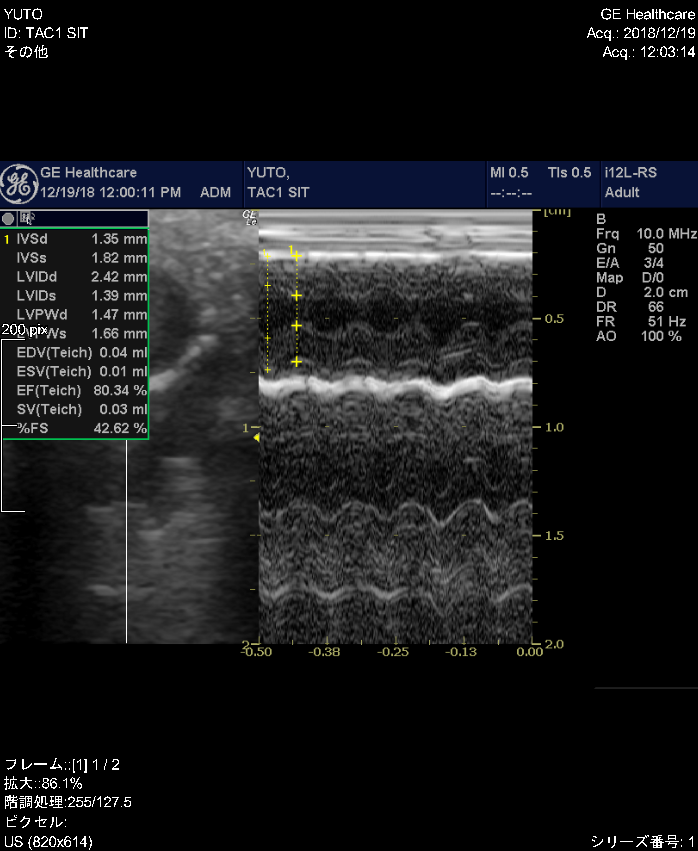 YUTO
ID: TAC1 SIT
その他
GE Healthcare
Acq.: 2018/12/19
Acq.: 12:03:14
GE Healthcare
12/19/18 12:00:11 PM ADM
YUTO,
TAC1 SIT
MI 0.5 TIs 0.5
--:--:--
i12L-RS
Adult
1 IVSd 1.35 mm
IVSs 1.82 mm
LVIDd 2.42 mm
LVIDs 1.39 mm
LVPWd 1.47 mm
1.66 mm
200 pix
EDV(Teich) 0.04 ml
ESV(Teich) 0.01 ml
EF(Teich) 80.34 %
SV(Teich) 0.03 ml
%FS 42.62 %
1
0.5
1
1.0
1.5
2
2.0
-0.50 -0.38 -0.25 -0.13 0.00
B
Frq 10.0 MHz
Gn 50
E/A 3/4
Map D/0
D 2.0 cm
DR 66
FR 51 Hz
AO 100 %
フレーム::[1] 1 / 2
拡大::86.1%
階調処理:255/127.5
ピクセル:
US (820x614)
シリーズ番号: 1